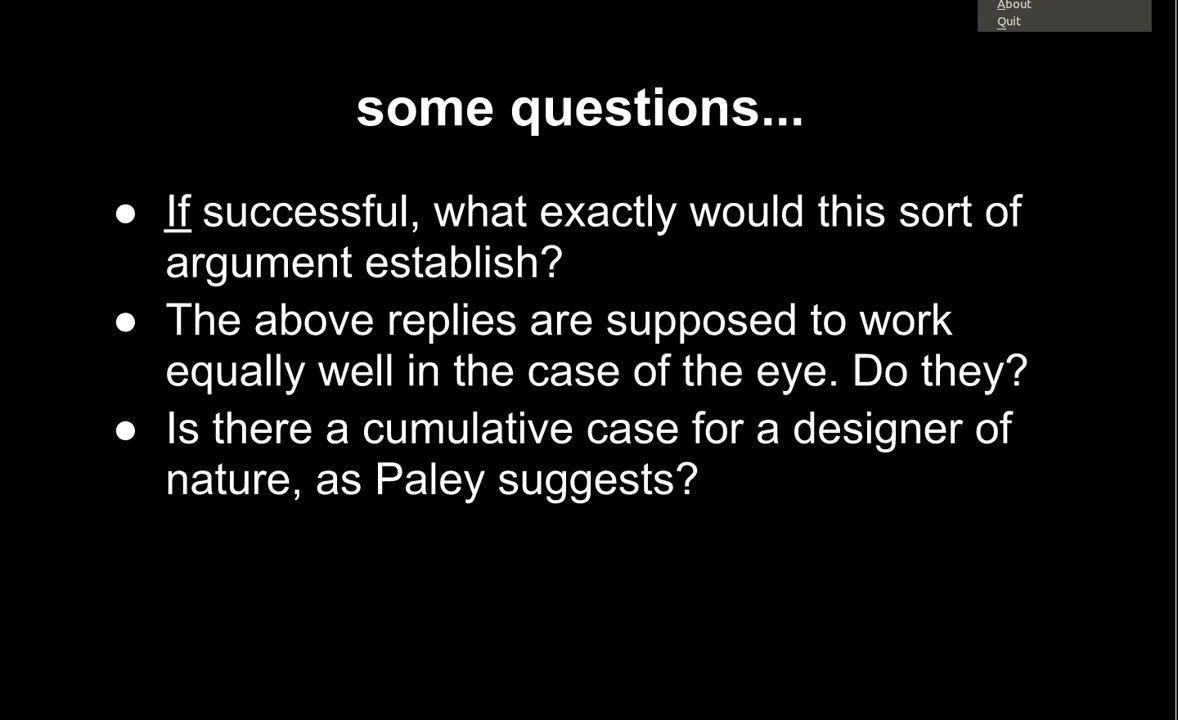 About
Quit
some questions...
● If successful, what exactly would this sort of
argument establish?
● The above replies are supposed to work
equally well in the case of the eye. Do they?
● Is there a cumulative case for a designer of
nature, as Paley suggests?